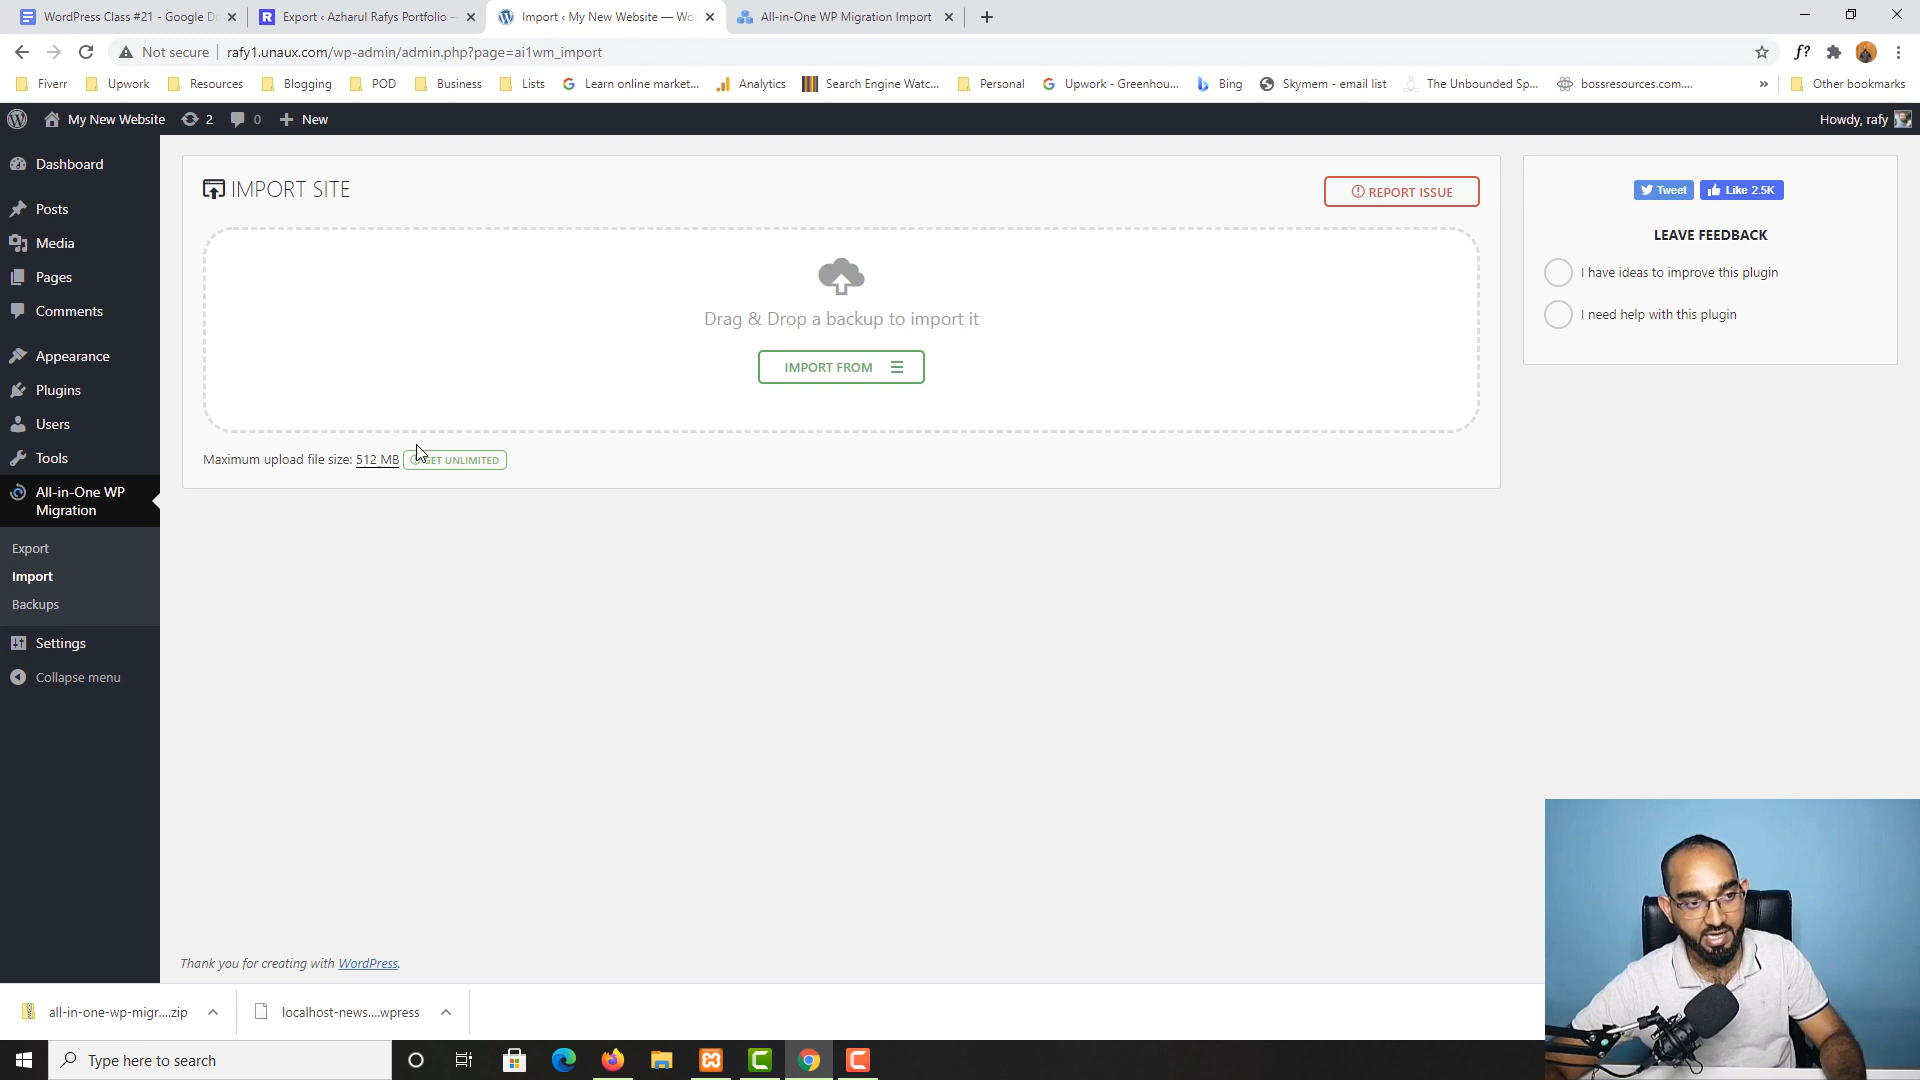 WordPress Class #21 - Google D
Export ‹ Azharul Rafys Portfolio —
Import ‹ My New Website — Wor
All-in-One WP Migration Import
Not secure
rafy1.unaux.com/wp-admin/admin.php?page=ai1wm_import
f?
Fiverr
Upwork
Resources
Blogging
POD
Business
Lists
Learn online market...
Analytics
Search Engine Watc...
Personal
Upwork - Greenhou...
Bing
Skymem - email list
The Unbounded Sp...
bossresources.com....
»
Other bookmarks
My New Website
2
0
New
Howdy, rafy
Dashboard
Posts
Media
Pages
Comments
Appearance
Plugins
Users
Tools
All-in-One WP
Migration
Export
Import
Backups
Settings
Collapse menu
IMPORT SITE
REPORT ISSUE
Drag & Drop a backup to import it
IMPORT FROM
Maximum upload file size: 512 MB
GET UNLIMITED
Tweet
Like 2.5K
LEAVE FEEDBACK
I have ideas to improve this plugin
I need help with this plugin
Thank you for creating with WordPress.
all-in-one-wp-migr....zip
localhost-news....wpress
Type here to search